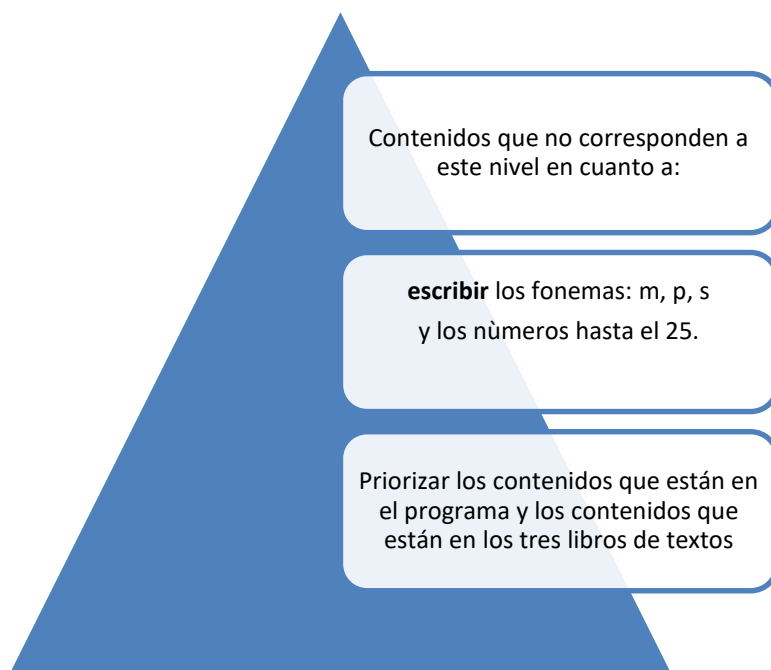 Contenidos que no corresponden a
este nivel en cuanto a:
escribir los fonemas: m, p, s
y los nùmeros hasta el 25.
Priorizar los contenidos que están en
el programa y los contenidos que
están en los tres libros de textos